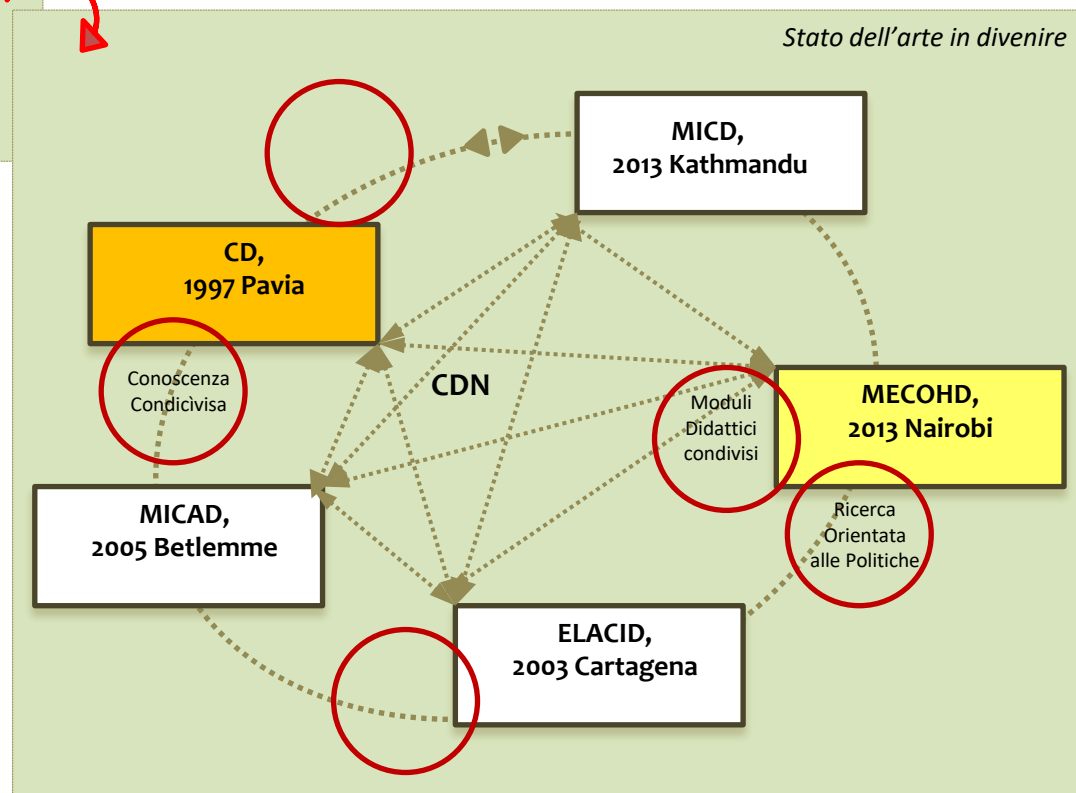 Stato dell'arte in divenire
MICD,
2013 Kathmandu
CD,
1997 Pavia
CDN
Conoscenza
Condicivisa
Moduli
Didattici
condivisi
MECOHD,
2013 Nairobi
MICAD,
2005 Betlemme
Ricerca
Orientata
alle Politiche
ELACID,
2003 Cartagena